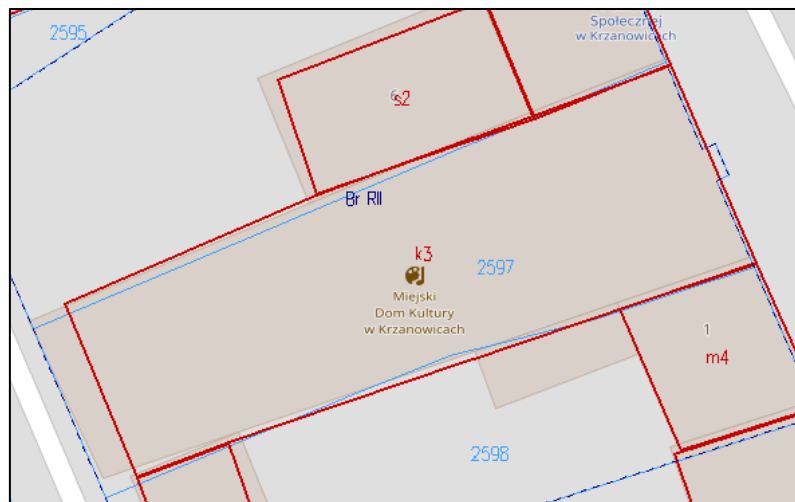 Społecznej
w Krzanowicach
2595
s2
Br RII
k3
2597
Miejski
Dom Kultury
w Krzanowicach
1
m4
2598